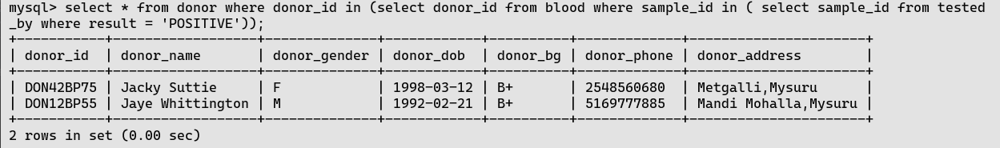 mysql> select * from donor where donor_id in (select donor_id from blood where sample_id in ( select sample_id from tested
_by where result = 'POSITIVE'));
+-----------+-----------------+--------------+------------+----------+-------------+----------------------+
| donor_id  | donor_name      | donor_gender | donor_dob  | donor_bg | donor_phone | donor_address        |
+-----------+-----------------+--------------+------------+----------+-------------+----------------------+
| DON42BP75 | Jacky Suttie    | F            | 1998-03-12 | B+       | 2548560680  | Metgalli,Mysuru      |
| DON12BP55 | Jaye Whittington | M            | 1992-02-21 | B+       | 5169777885  | Mandi Mohalla,Mysuru |
+-----------+-----------------+--------------+------------+----------+-------------+----------------------+
2 rows in set (0.00 sec)